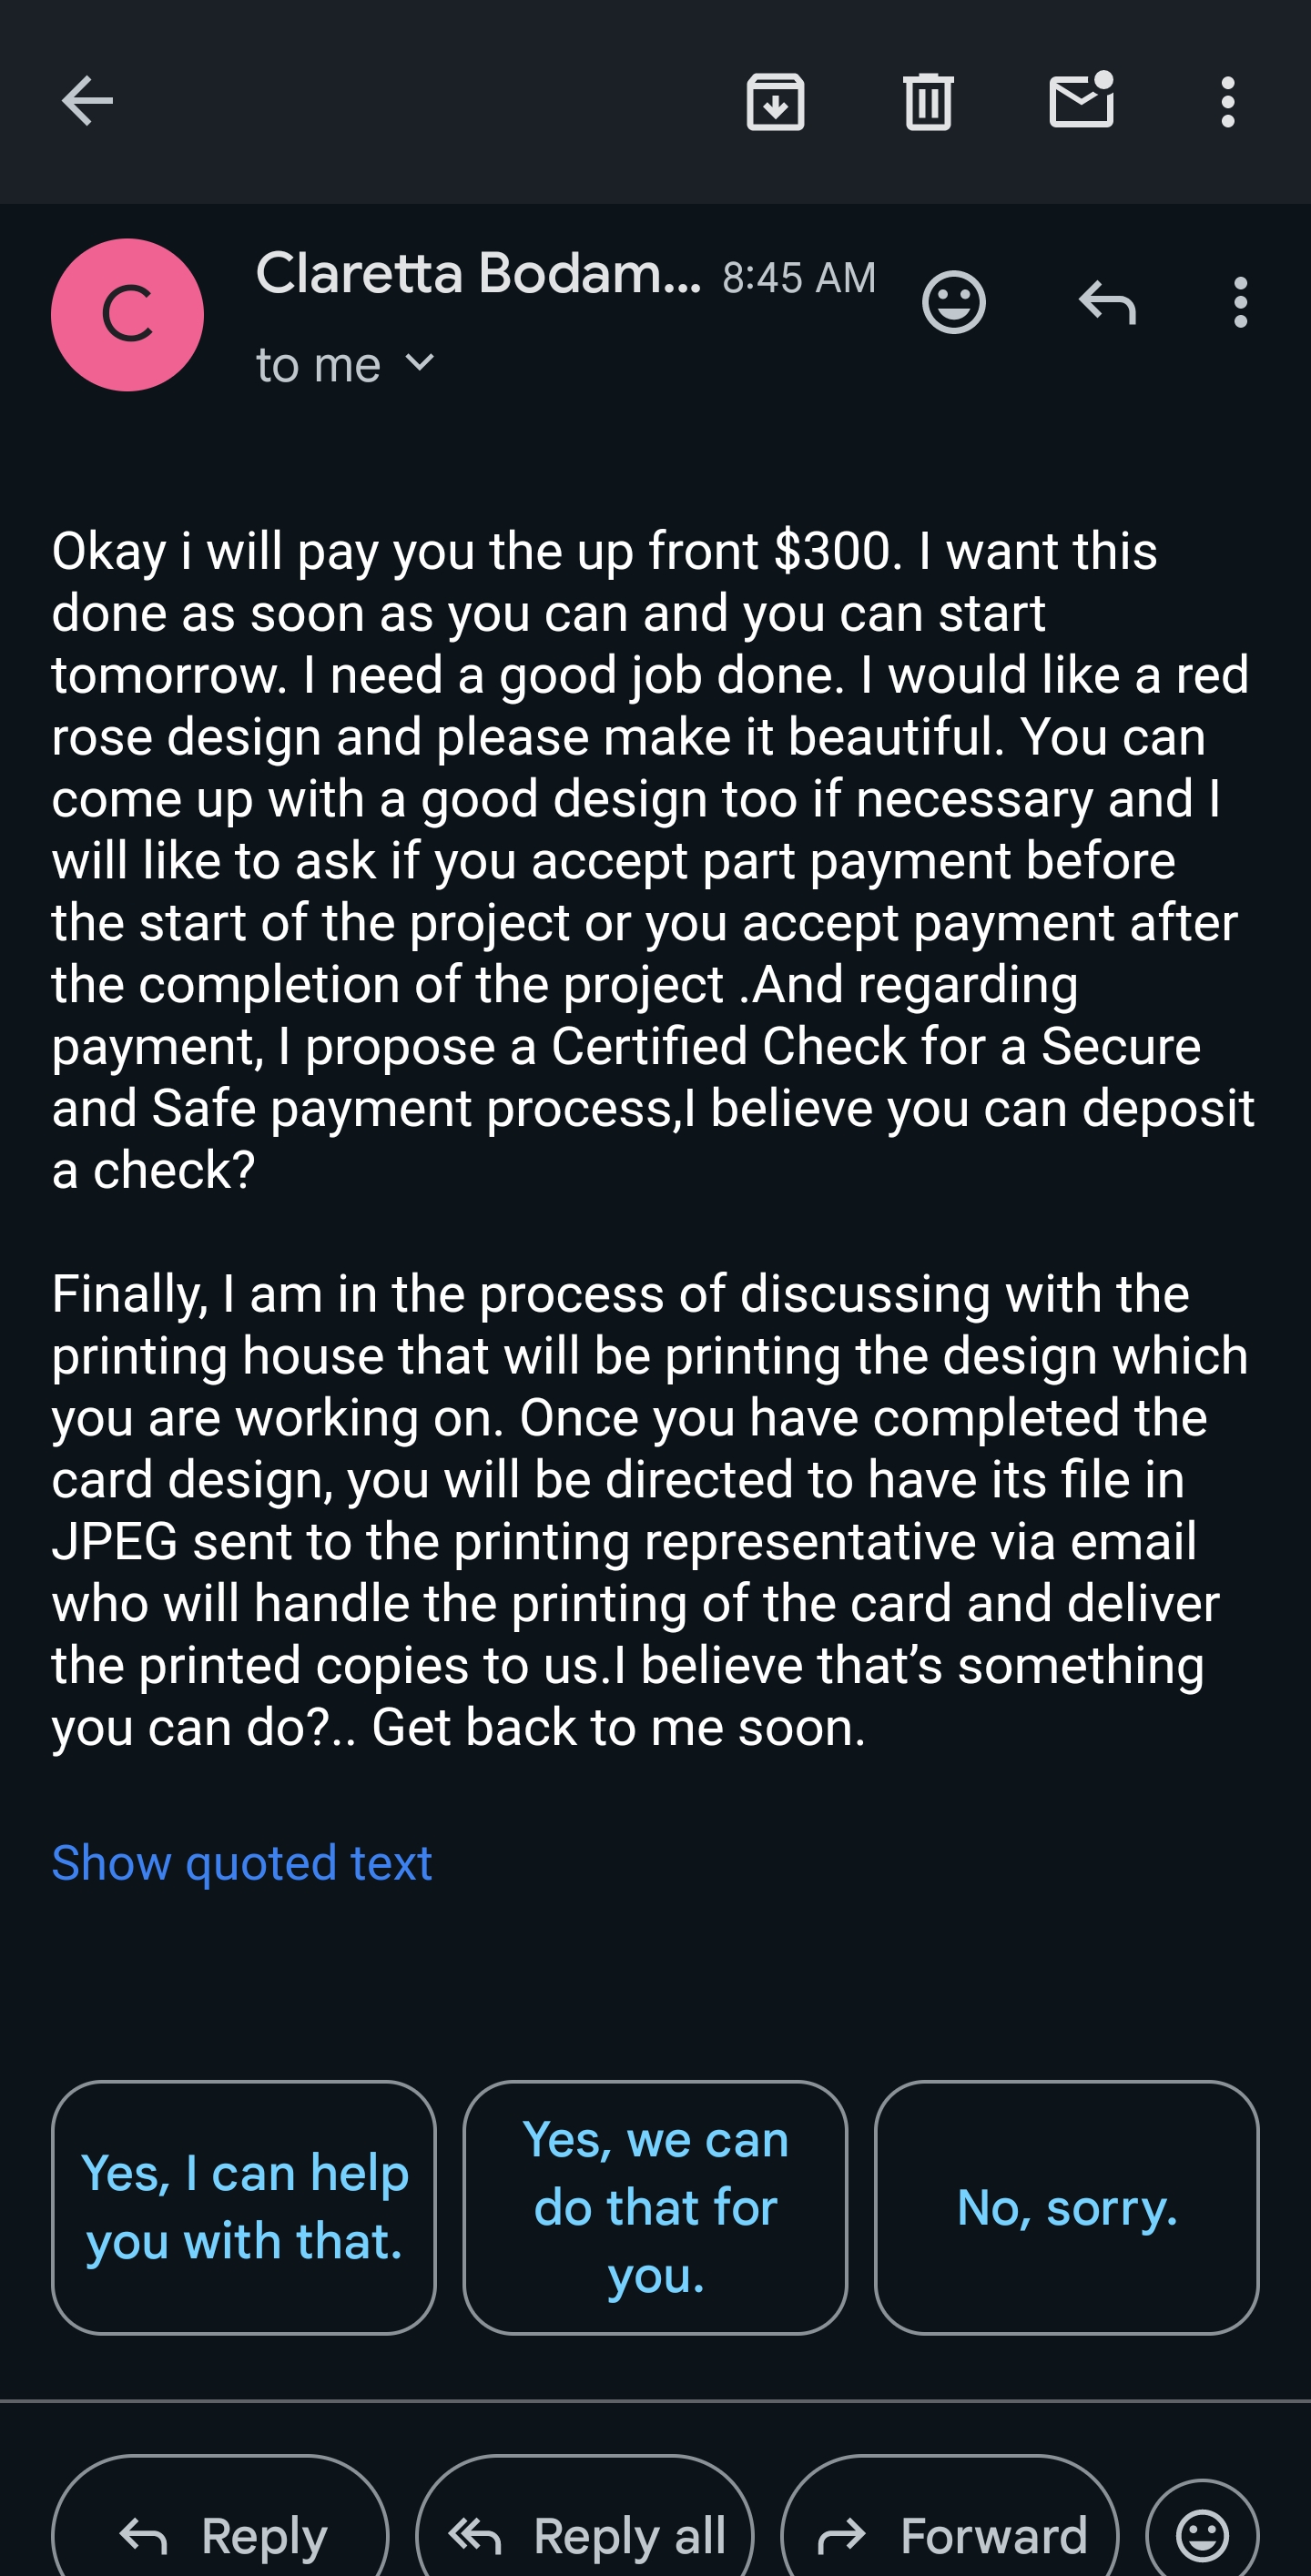 Claretta Bodam... 8:45 AM
to me
C
Okay i will pay you the up front $300. I want this
done as soon as you can and you can start
tomorrow. I need a good job done. I would like a red
rose design and please make it beautiful. You can
come up with a good design too if necessary and I
will like to ask if you accept part payment before
the start of the project or you accept payment after
the completion of the project .And regarding
payment, I propose a Certified Check for a Secure
and Safe payment process,I believe you can deposit
a check?
Finally, I am in the process of discussing with the
printing house that will be printing the design which
you are working on. Once you have completed the
card design, you will be directed to have its file in
JPEG sent to the printing representative via email
who will handle the printing of the card and deliver
the printed copies to us.I believe that’s something
you can do?.. Get back to me soon.
Show quoted text
Yes, I can help
you with that.
Yes, we can
do that for
you.
No, sorry.
Reply
Reply all
Forward